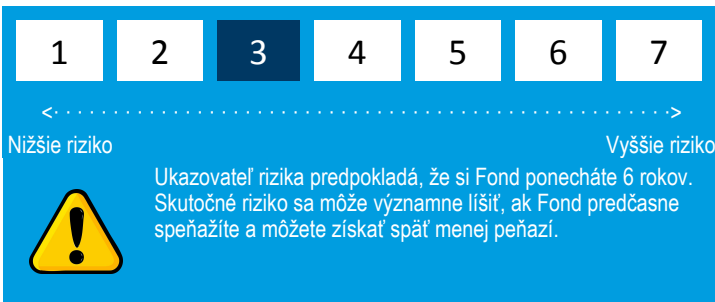 1 2 3 4 5 6 7
Nižšie riziko Vyššie riziko
Ukazovateľ rizika predpokladá, že si Fond ponecháte 6 rokov.
Skutočné riziko sa môže významne líšiť, ak Fond predčasne
speňažíte a môžete získať späť menej peňazí.